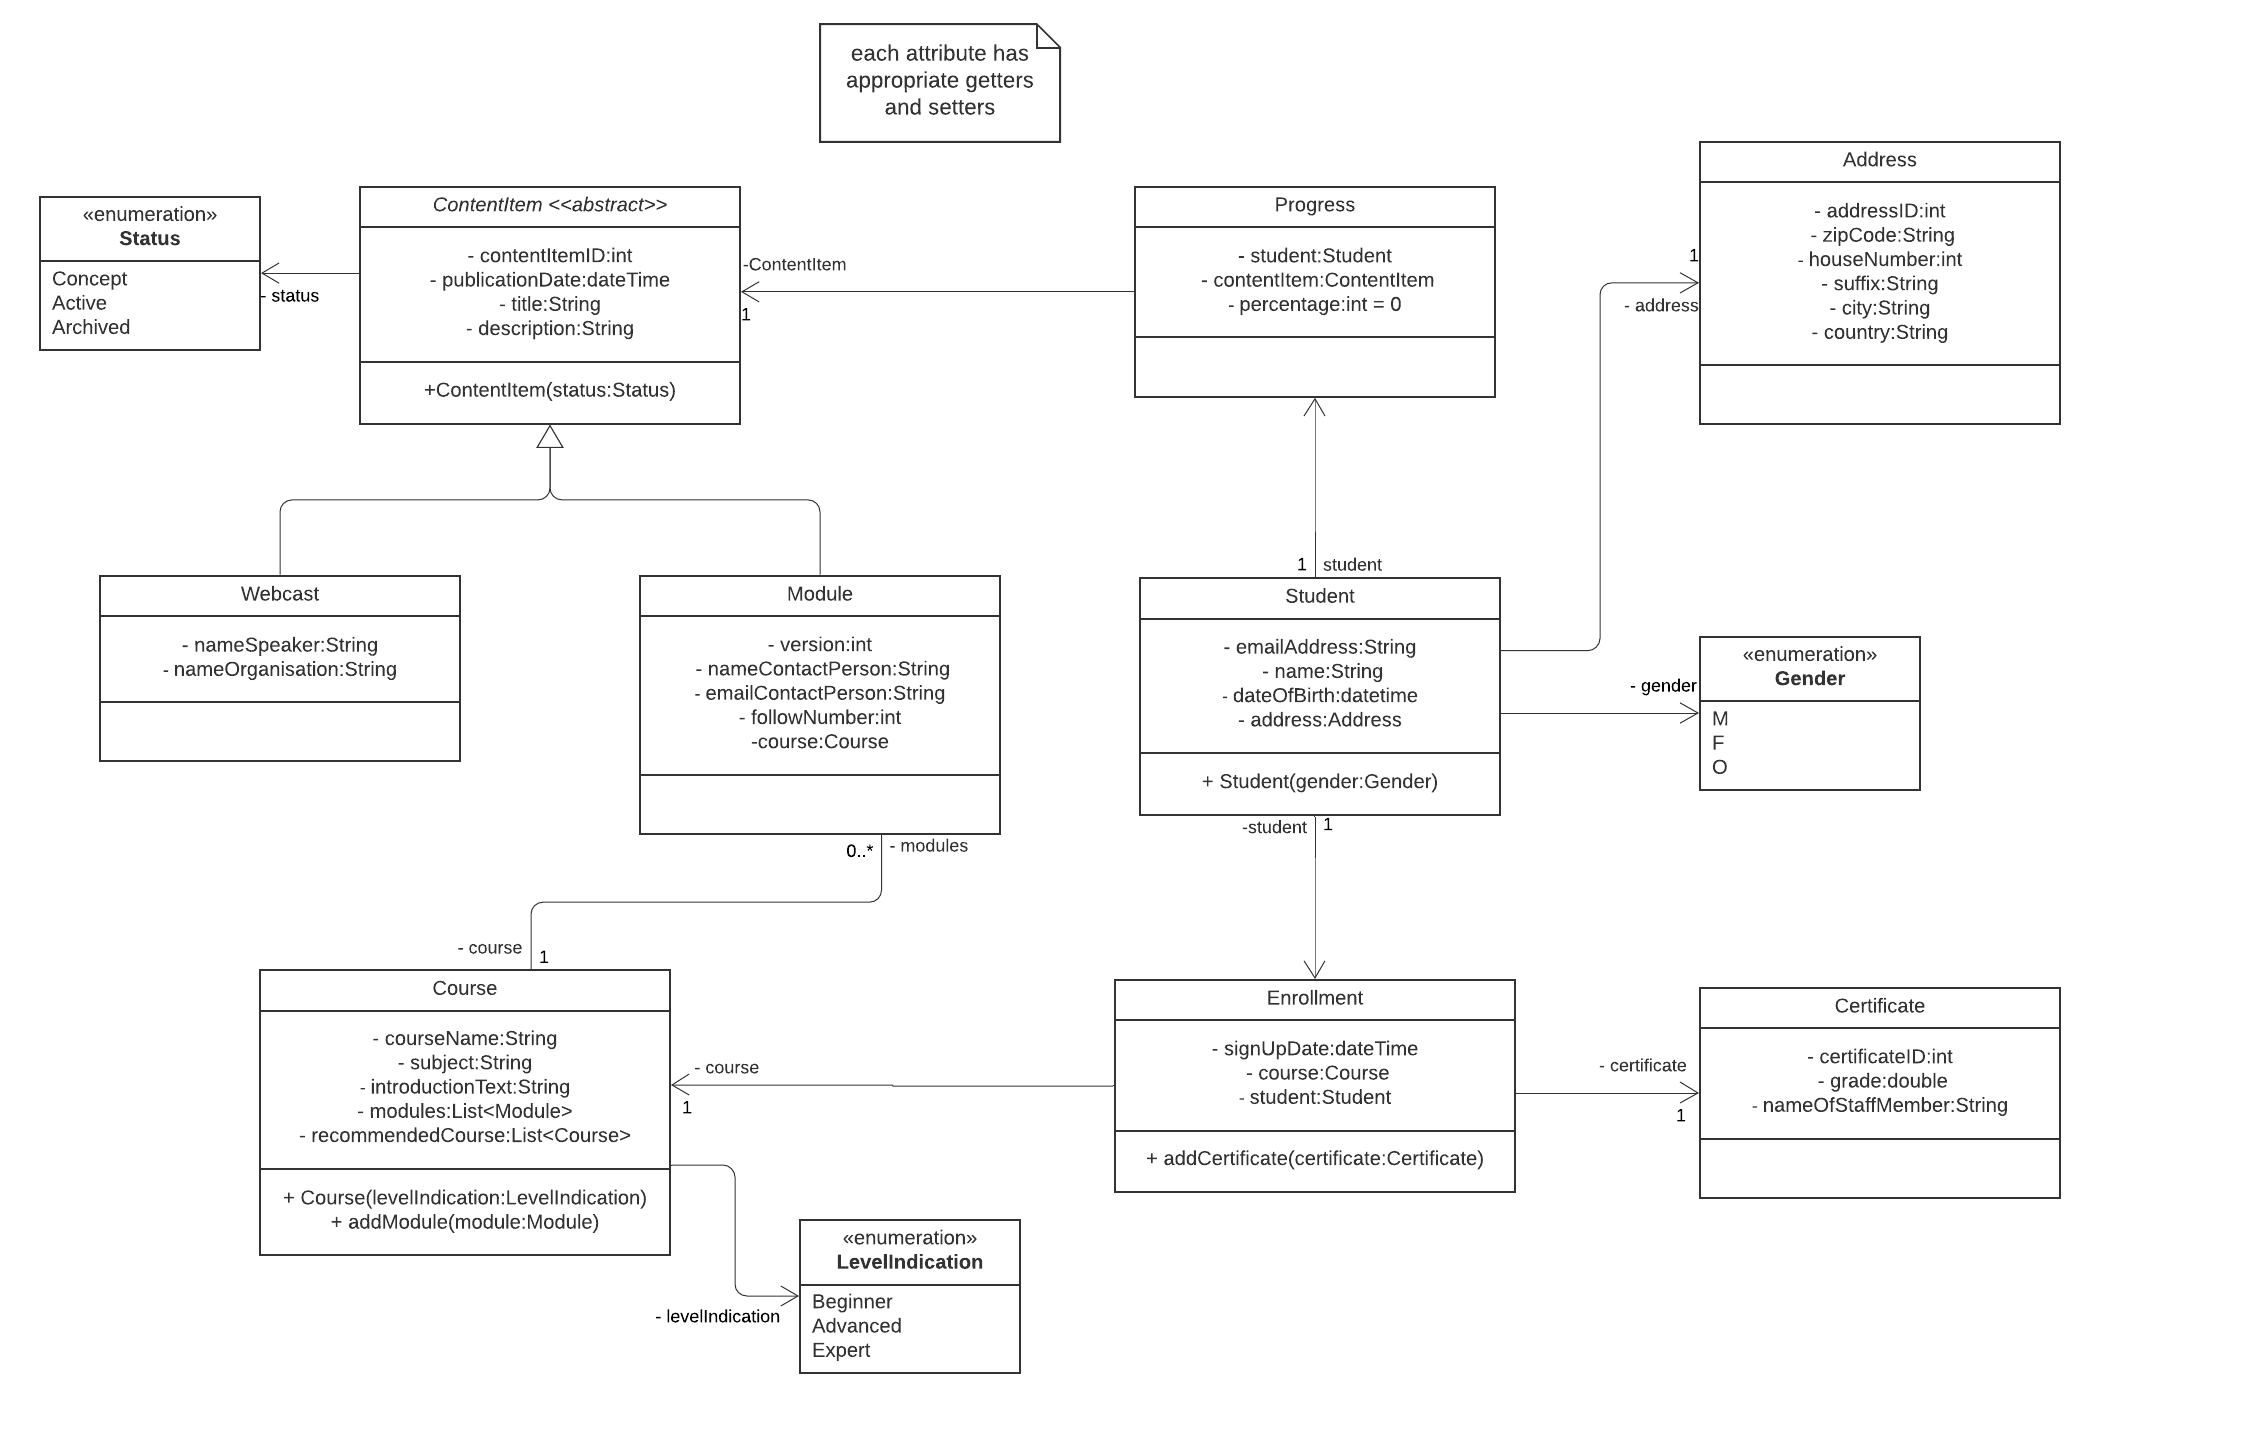 each attribute has
appropriate getters
and setters
«enumeration»
Status
Concept
Active
Archived
- status
ContentItem <<abstract>>
- contentItemID:int
- publicationDate:dateTime
- title:String
- description:String
+ContentItem(status:Status)
-ContentItem
1
Progress
- student:Student
- contentItem:ContentItem
- percentage:int = 0
Address
- addressID:int
- zipCode:String
- houseNumber:int
- suffix:String
- city:String
- country:String
1
- address
Webcast
- nameSpeaker:String
- nameOrganisation:String
Module
- version:int
- nameContactPerson:String
- emailContactPerson:String
- followNumber:int
-course:Course
0..*
- modules
1
student
Student
- emailAddress:String
- name:String
- dateOfBirth:datetime
- address:Address
+ Student(gender:Gender)
-student
1
- gender
«enumeration»
Gender
M
F
O
- course
1
Course
- courseName:String
- subject:String
- introductionText:String
- modules:List<Module>
- recommendedCourse:List<Course>
+ Course(levelIndication:LevelIndication)
+ addModule(module:Module)
- course
1
Enrollment
- signUpDate:dateTime
- course:Course
- student:Student
+ addCertificate(certificate:Certificate)
- certificate
1
Certificate
- certificateID:int
- grade:double
- nameOfStaffMember:String
- levelIndication
«enumeration»
LevelIndication
Beginner
Advanced
Expert